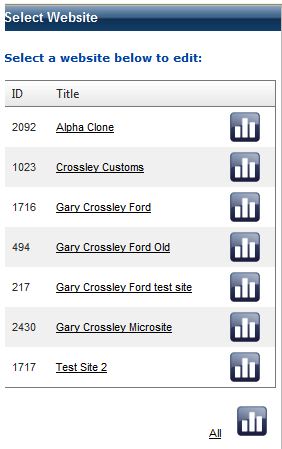 Select Website
Select a website below to edit:
ID Title
2092 Alpha Clone
1023 Crossley Customs
1716 Gary Crossley Ford
494 Gary Crossley Ford Old
217 Gary Crossley Ford test site
2430 Gary Crossley Microsite
1717 Test Site 2
All